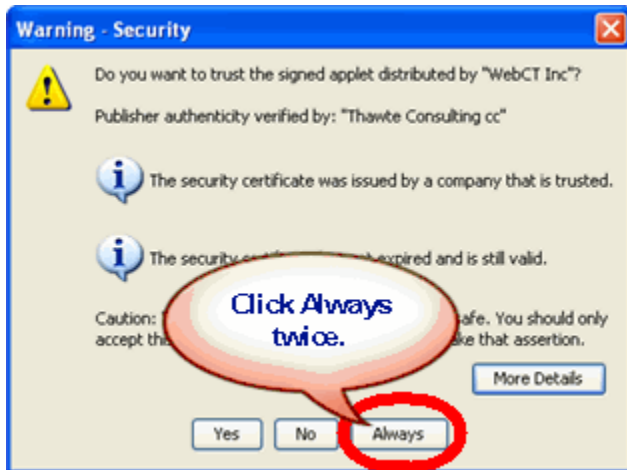 Warning - Security
Do you want to trust the signed applet distributed by "WebCT Inc"?
Publisher authenticity verified by: "Thawte Consulting cc"
The security certificate was issued by a company that is trusted.
The security expired and is still valid.
Click Always
twice.
Caution: safe. You should only
accept that assertion.
More Details
Yes No Always